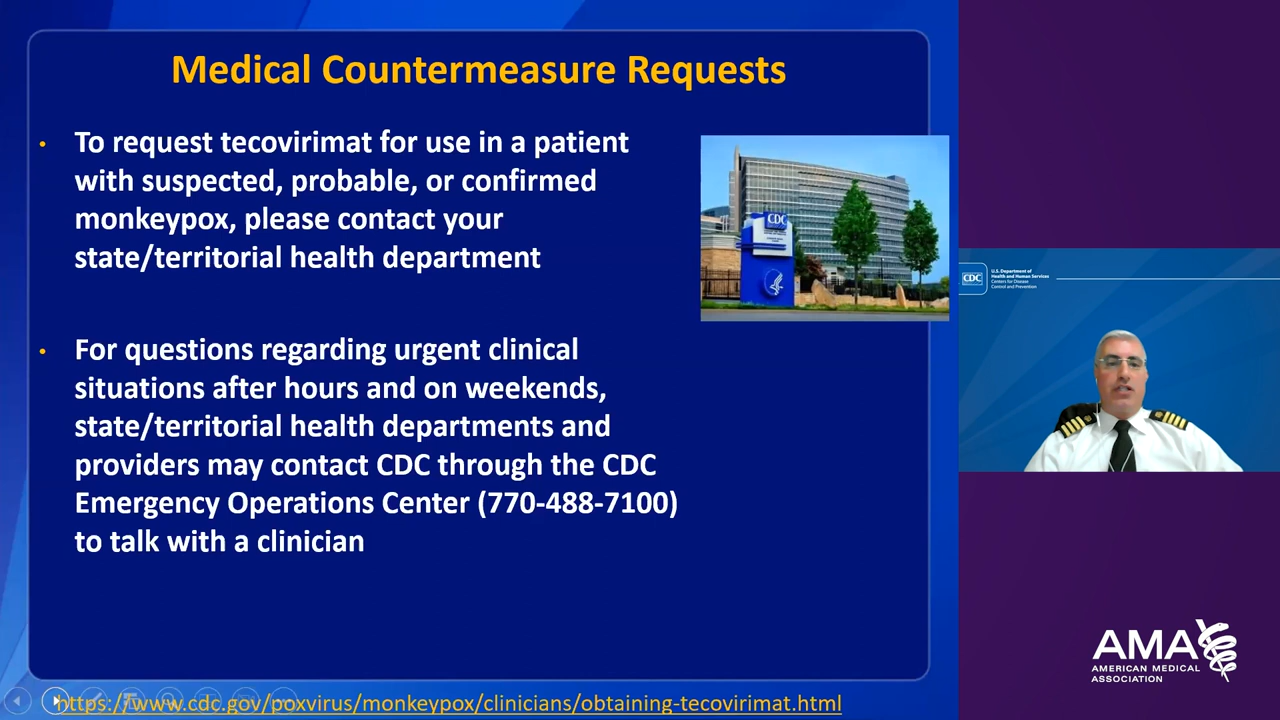 Medical Countermeasure Requests
• To request tecovirimat for use in a patient
with suspected, probable, or confirmed
monkeypox, please contact your
state/territorial health department
• For questions regarding urgent clinical
situations after hours and on weekends,
state/territorial health departments and
providers may contact CDC through the CDC
Emergency Operations Center (770-488-7100)
to talk with a clinician
https://www.cdc.gov/poxvirus/monkeypox/clinicians/obtaining-tecovirimat.html
CDC
CDC
U.S. Department of
Health and Human Services
Centers for Disease
Control and Prevention
AMA
AMERICAN MEDICAL
ASSOCIATION